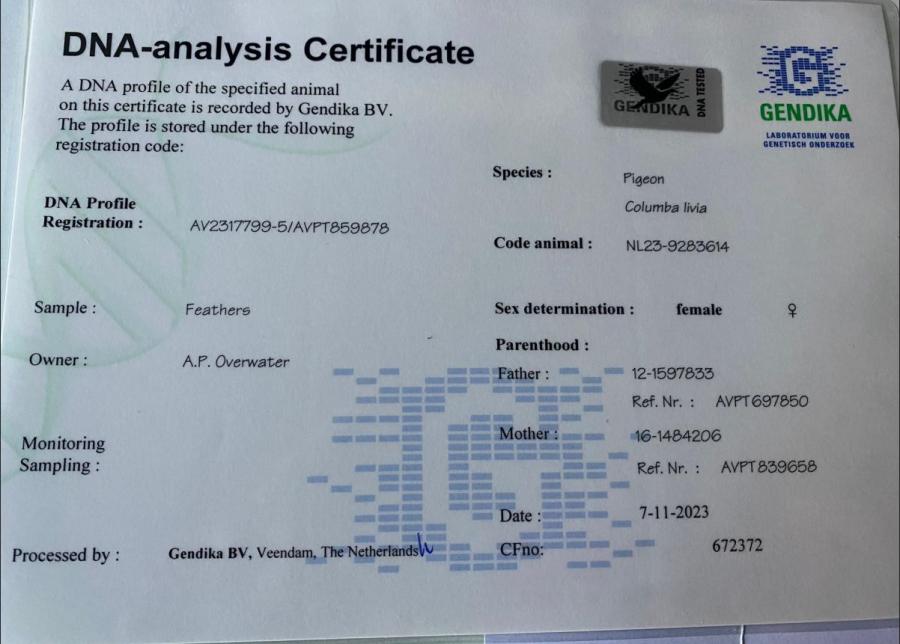 DNA-analysis Certificate
A DNA profile of the specified animal
on this certificate is recorded by Gendika BV.
The profile is stored under the following
registration code:
GENDIKA
DNA TESTED
GENDIKA
LABORATORIUM VOOR
GENETISCH ONDERZOEK
DNA Profile
Registration : AV2317799-5/AVPT859878
Sample : Feathers
Owner : A.P. Overwater
Monitoring
Sampling :
Processed by : Gendika BV, Veendam, The Netherlands
Species : Pigeon
Columba livia
Code animal : NL23-9283614
Sex determination : female ♀
Parenthood :
Father : 12-1597833
Ref. Nr. : AVPT697850
Mother : 16-1484206
Ref. Nr. : AVPT839658
Date : 7-11-2023
CFno: 672372